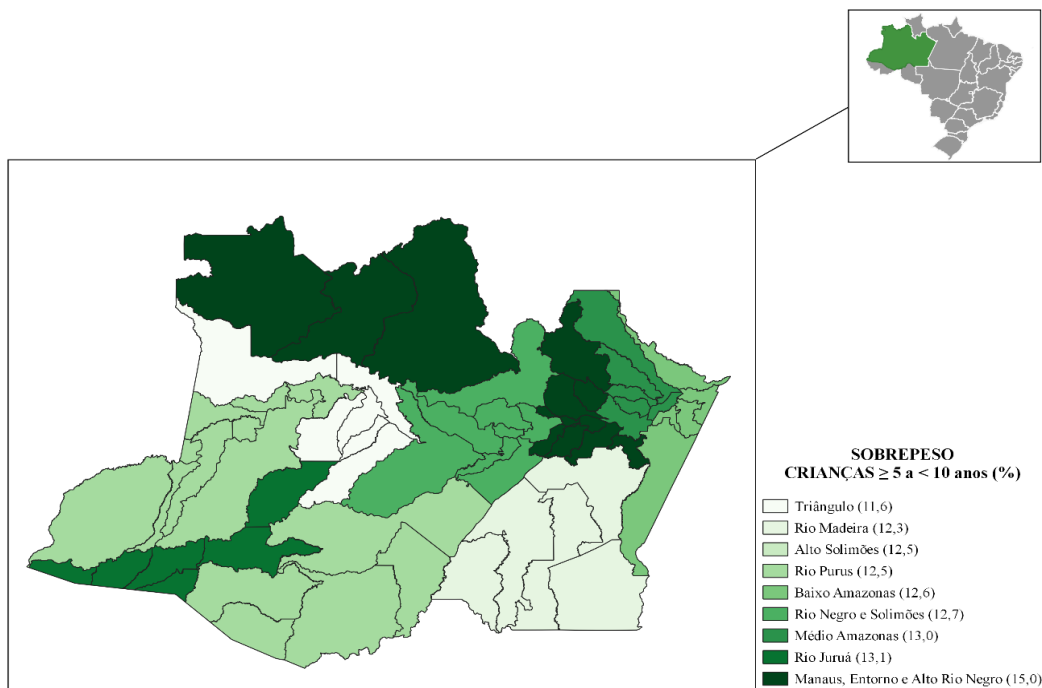 SOBREPESO
CRIANÇAS ≥ 5 a < 10 anos (%)
Triângulo (11,6)
Rio Madeira (12,3)
Alto Solimões (12,5)
Rio Purus (12,5)
Baixo Amazonas (12,6)
Rio Negro e Solimões (12,7)
Médio Amazonas (13,0)
Rio Juruá (13,1)
Manaus, Entorno e Alto Rio Negro (15,0)